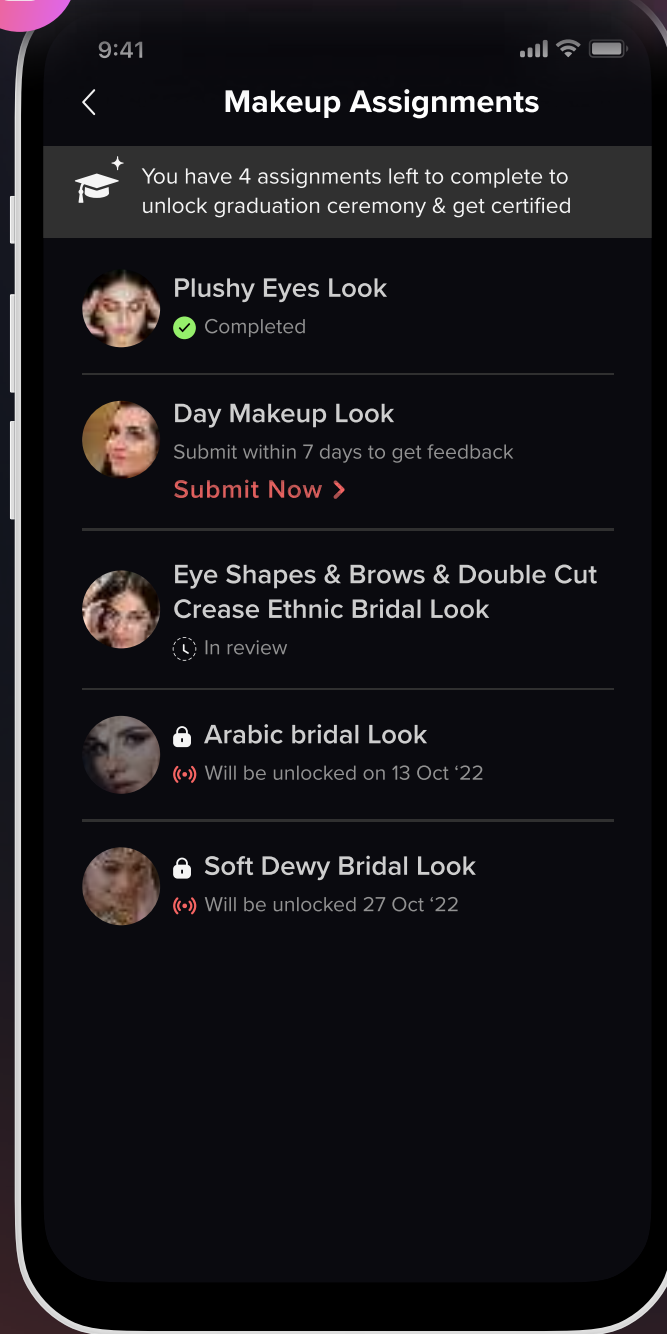 9:41
Makeup Assignments
You have 4 assignments left to complete to
unlock graduation ceremony & get certified
Plushy Eyes Look
Completed
Day Makeup Look
Submit within 7 days to get feedback
Submit Now
Eye Shapes & Brows & Double Cut
Crease Ethnic Bridal Look
In review
Arabic bridal Look
Will be unlocked on 13 Oct ‘22
Soft Dewy Bridal Look
Will be unlocked 27 Oct ‘22